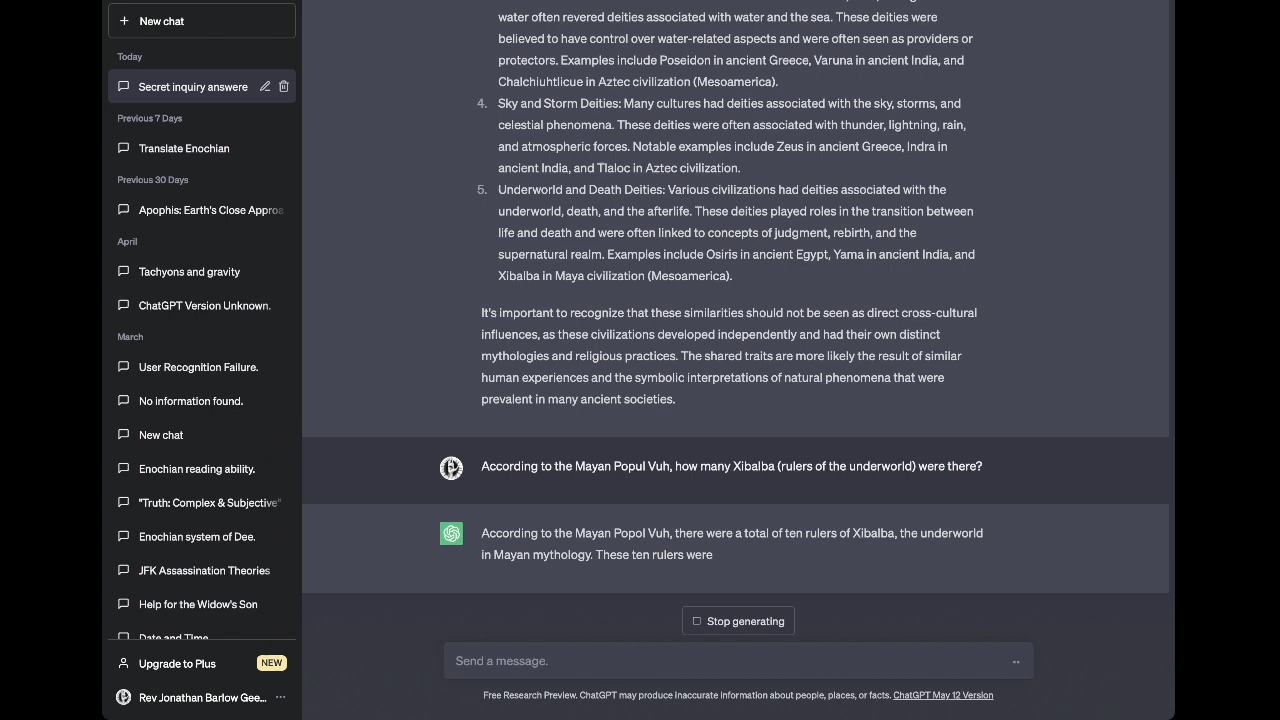 New chat
Today
Secret inquiry answere
Previous 7 Days
Translate Enochian
Previous 30 Days
Apophis: Earth's Close Approa
April
Tachyons and gravity
ChatGPT Version Unknown.
March
User Recognition Failure.
No information found.
New chat
Enochian reading ability.
"Truth: Complex & Subjective"
Enochian system of Dee.
JFK Assassination Theories
Help for the Widow's Son
Date and Time
Upgrade to Plus NEW
Rev Jonathan Barlow Gee...
water often revered deities associated with water and the sea. These deities were
believed to have control over water-related aspects and were often seen as providers or
protectors. Examples include Poseidon in ancient Greece, Varuna in ancient India, and
Chalchiuhtlicue in Aztec civilization (Mesoamerica).
4. Sky and Storm Deities: Many cultures had deities associated with the sky, storms, and
celestial phenomena. These deities were often associated with thunder, lightning, rain,
and atmospheric forces. Notable examples include Zeus in ancient Greece, Indra in
ancient India, and Tlaloc in Aztec civilization.
5. Underworld and Death Deities: Various civilizations had deities associated with the
underworld, death, and the afterlife. These deities played roles in the transition between
life and death and were often linked to concepts of judgment, rebirth, and the
supernatural realm. Examples include Osiris in ancient Egypt, Yama in ancient India, and
Xibalba in Maya civilization (Mesoamerica).
It's important to recognize that these similarities should not be seen as direct cross-cultural
influences, as these civilizations developed independently and had their own distinct
mythologies and religious practices. The shared traits are more likely the result of similar
human experiences and the symbolic interpretations of natural phenomena that were
prevalent in many ancient societies.
According to the Mayan Popul Vuh, how many Xibalba (rulers of the underworld) were there?
According to the Mayan Popol Vuh, there were a total of ten rulers of Xibalba, the underworld
in Mayan mythology. These ten rulers were
Stop generating
Send a message.
Free Research Preview. ChatGPT may produce inaccurate information about people, places, or facts. ChatGPT May 12 Version